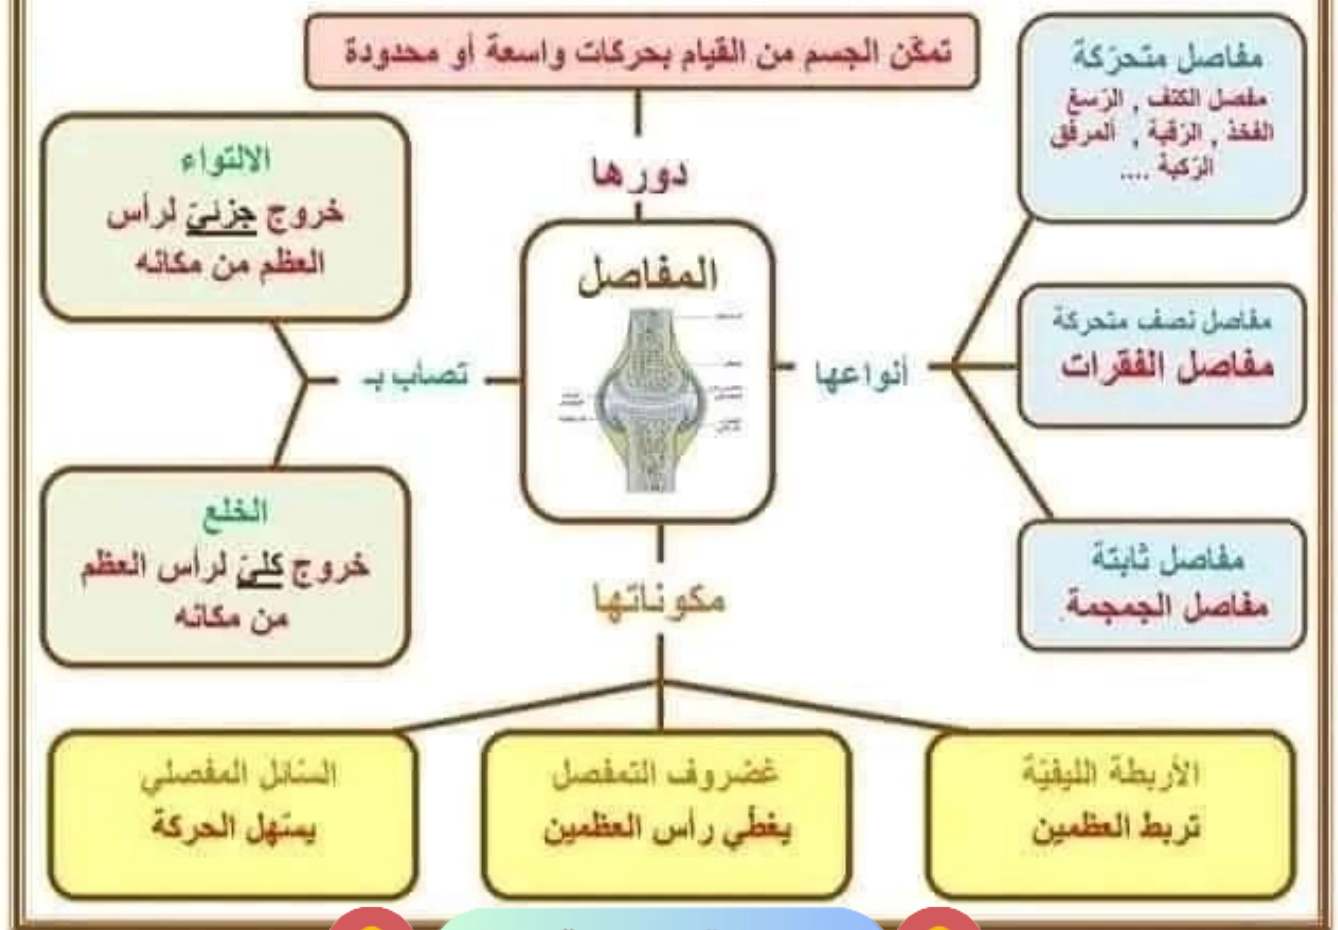 تمكّن الجسم من القيام بحركات واسعة أو محدودة
دورها
المفاصل
أنواعها
مفاصل متحرّكة
مفصل الكتف , الرّسغ
الفخذ , الرّقبة , المرفق
الرّكبة ....
مفاصل نصف متحركة
مفاصل الفقرات
مفاصل ثابتة
مفاصل الجمجمة
تصاب بـ
الالتواء
خروج جزئيّ لرأس
العظم من مكانه
الخلع
خروج كليّ لرأس العظم
من مكانه
مكوناتها
الأربطة الليفيّة
تربط العظمين
غضروف التمفصل
يغطّي رأس العظمين
السّائل المفصلي
يسّهل الحركة